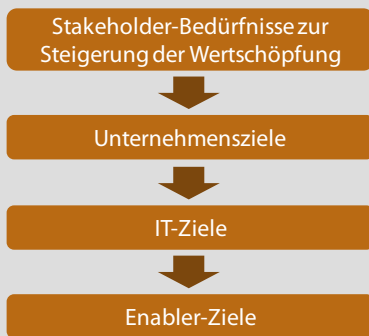 Stakeholder-Bedürfnisse zur
Steigerung der Wertschöpfung
Unternehmensziele
IT-Ziele
Enabler-Ziele